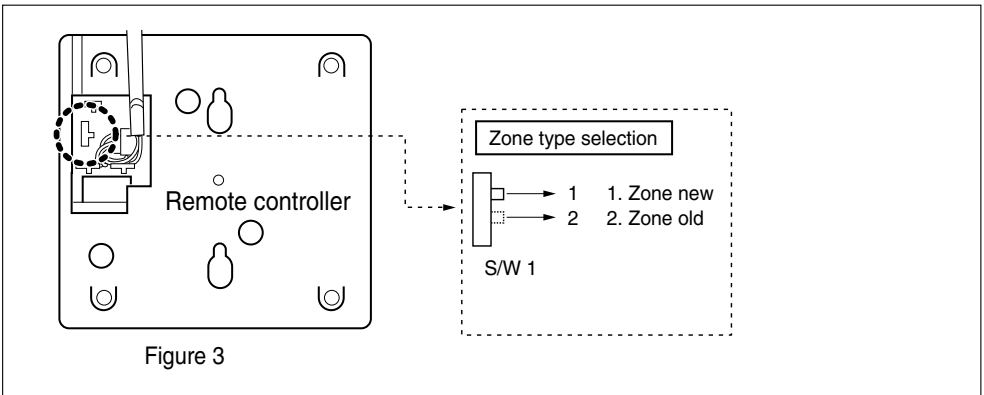 Remote controller
Figure 3
Zone type selection
1 1. Zone new
2 2. Zone old
S/W 1